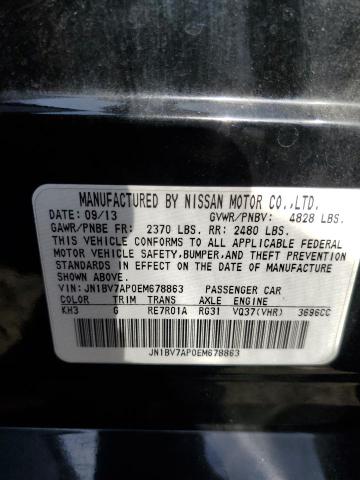 MANUFACTURED BY NISSAN MOTOR CO.,LTD.
DATE: 09/13 GVWR/PNBV: 4828 LBS.
GAWR/PNBE FR: 2370 LBS. RR: 2480 LBS.
THIS VEHICLE CONFORMS TO ALL APPLICABLE FEDERAL
MOTOR VEHICLE SAFETY, BUMPER, AND THEFT PREVENTION
STANDARDS IN EFFECT ON THE DATE OF MANUFACTURE
SHOWN ABOVE.
VIN: JN1BV7AP0EM678863 PASSENGER CAR
COLOR TRIM TRANS AXLE ENGINE
KH3 G RE7R01A RG31 VQ37(VHR) 3696CC
JN1BV7AP0EM678863